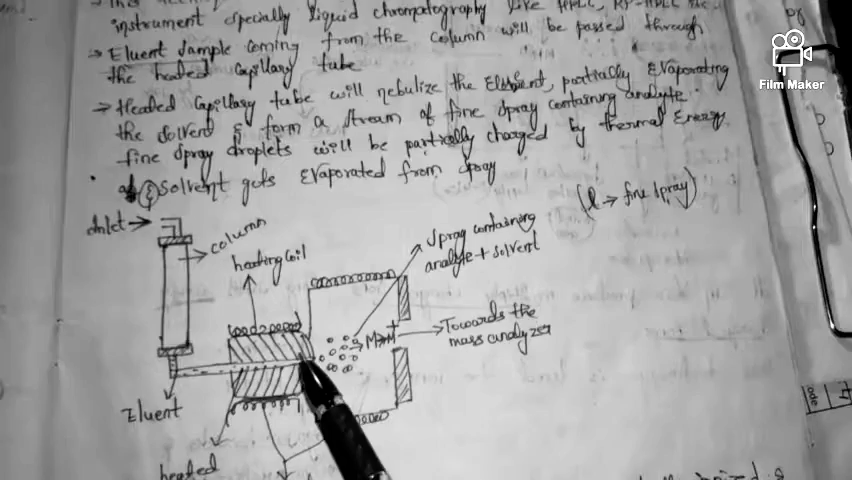 instrument specially liquid chromatography like HPLC, RP-HPLC the
→ Eluent sample coming from the column will be passed through
the heated capillary tube
→ Heated capillary tube will nebulize the Eluent, partially Evaporating
the solvent & form a stream of fine spray containing analyte.
fine spray droplets will be partically charged by thermal Energy
& Solvent gets Evaporated from spray
(l → fine spray)
Inlet →
column
heating coil
spray containing
analyte + solvent
M → M+
Towards the
mass analyzer
Eluent
heated
Film Maker